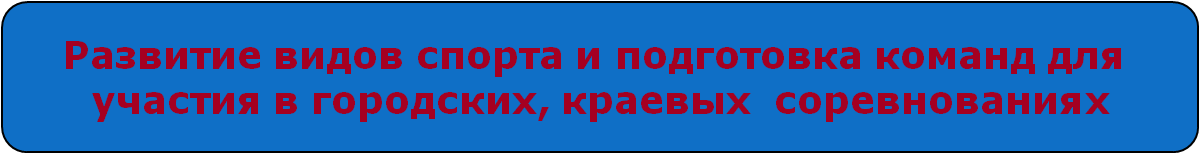 Развитие видов спорта и подготовка команд для
участия в городских, краевых соревнованиях